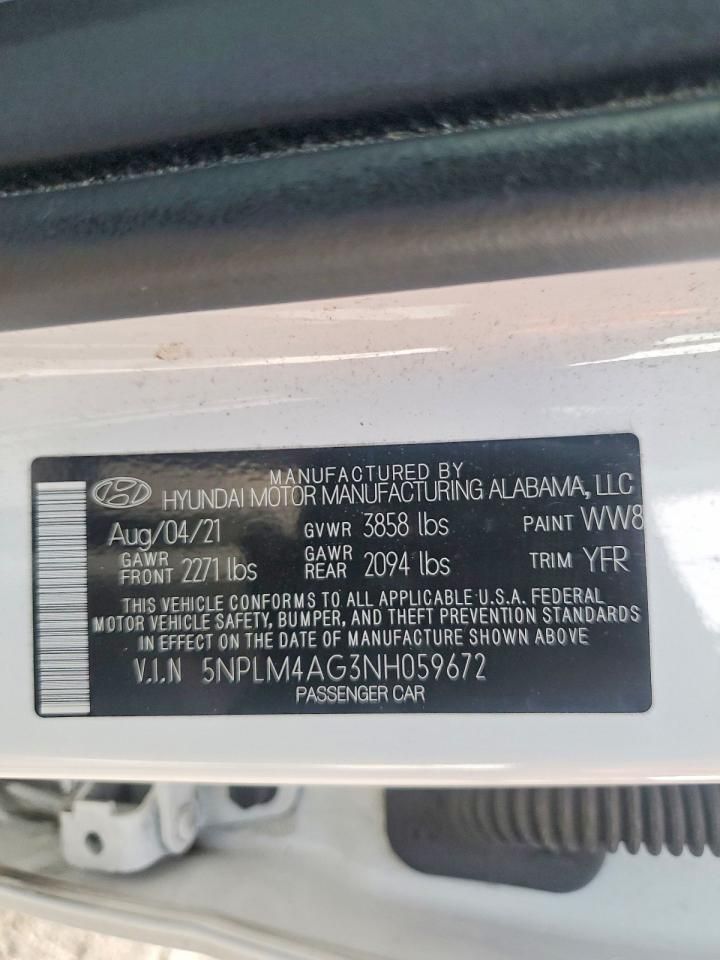 MANUFACTURED BY
HYUNDAI MOTOR MANUFACTURING ALABAMA, LLC
Aug/04/21 GVWR 3858 lbs PAINT WW8
GAWR FRONT 2271 lbs GAWR REAR 2094 lbs TRIM YFR
THIS VEHICLE CONFORMS TO ALL APPLICABLE U.S.A. FEDERAL
MOTOR VEHICLE SAFETY, BUMPER, AND THEFT PREVENTION STANDARDS
IN EFFECT ON THE DATE OF MANUFACTURE SHOWN ABOVE
V.I.N 5NPLM4AG3NH059672
PASSENGER CAR